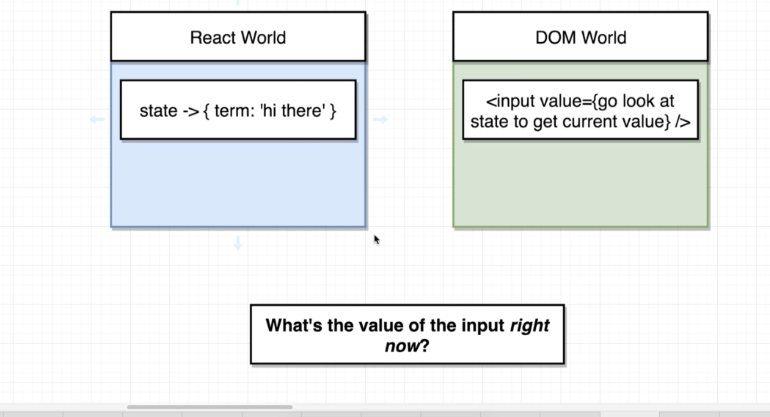 React World
DOM World
state -> { term: 'hi there' }
<input value={go look at
state to get current value} />
What's the value of the input right
now?